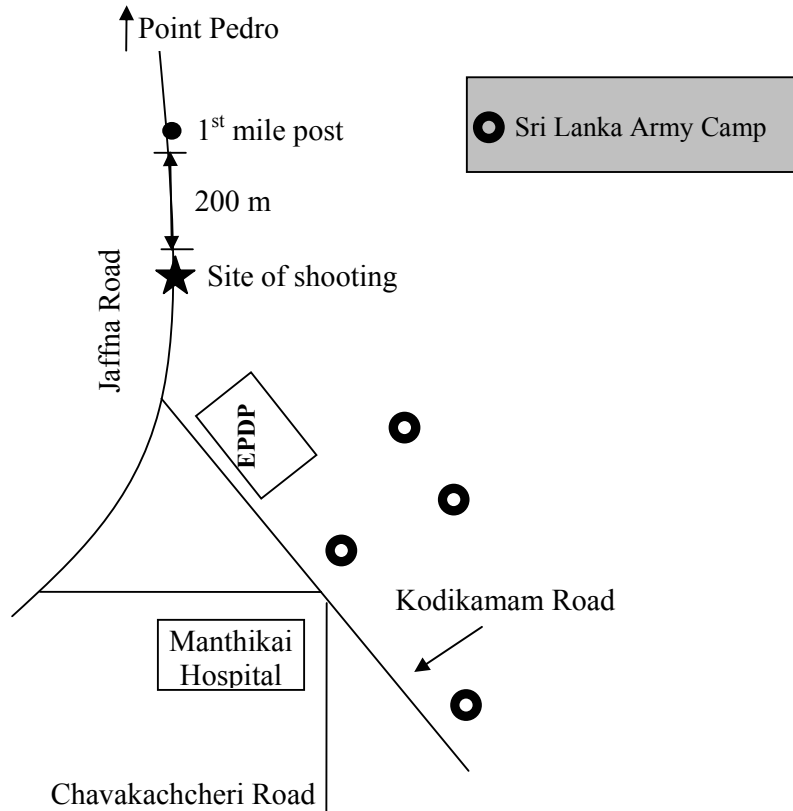 Point Pedro
1st mile post
Sri Lanka Army Camp
200 m
Jaffna Road
Site of shooting
EPDP
Kodikamam Road
Manthikai
Hospital
Chavakachcheri Road